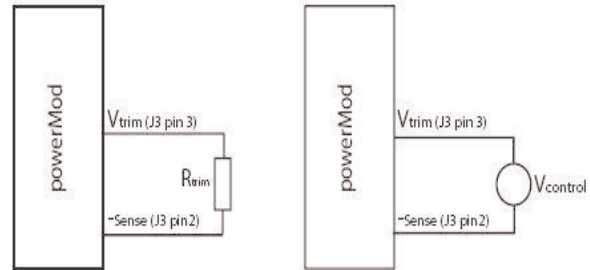 powerMod
Vtrim (J3 pin 3)
Rtrim
-Sense (J3 pin2)
powerMod
Vtrim (J3 pin 3)
Vcontrol
-Sense (J3 pin2)